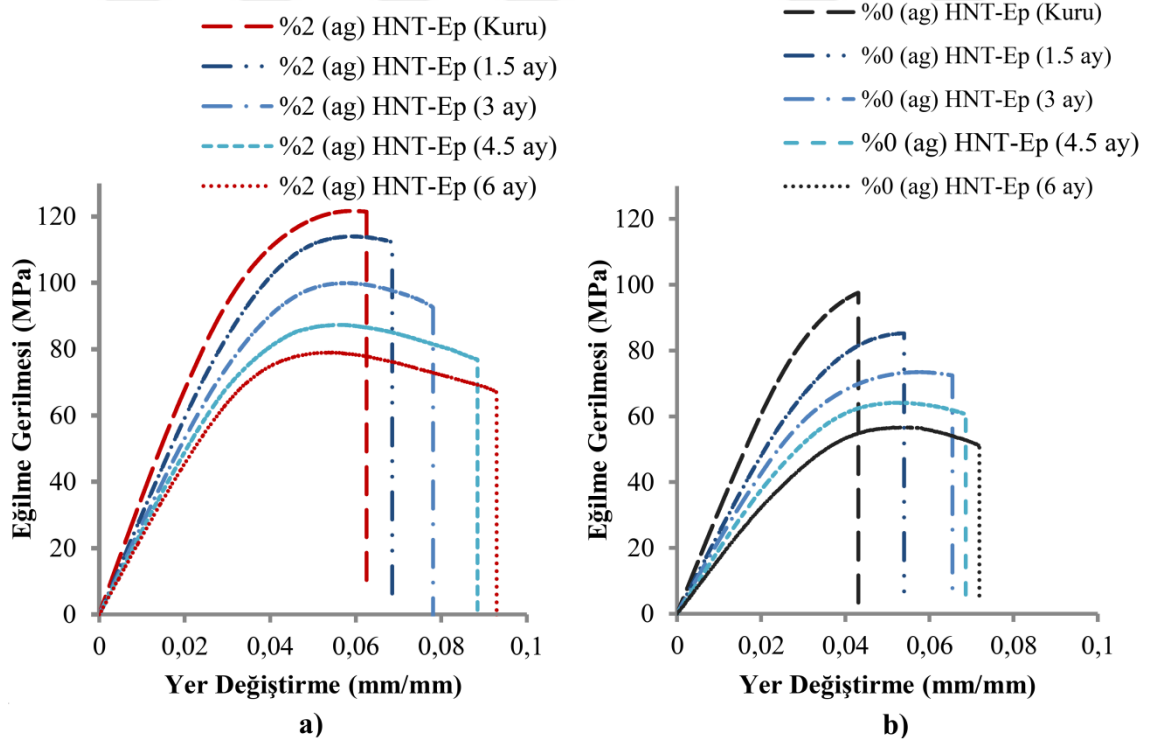 %2 (ag) HNT-Ep (Kuru)
%2 (ag) HNT-Ep (1.5 ay)
%2 (ag) HNT-Ep (3 ay)
%2 (ag) HNT-Ep (4.5 ay)
%2 (ag) HNT-Ep (6 ay)
120
100
80
60
40
20
0
Eğilme Gerilmesi (MPa)
0
0,02
0,04
0,06
0,08
0,1
Yer Değiştirme (mm/mm)
a)
%0 (ag) HNT-Ep (Kuru)
%0 (ag) HNT-Ep (1.5 ay)
%0 (ag) HNT-Ep (3 ay)
%0 (ag) HNT-Ep (4.5 ay)
%0 (ag) HNT-Ep (6 ay)
120
100
80
60
40
20
0
Eğilme Gerilmesi (MPa)
0
0,02
0,04
0,06
0,08
0,1
Yer Değiştirme (mm/mm)
b)